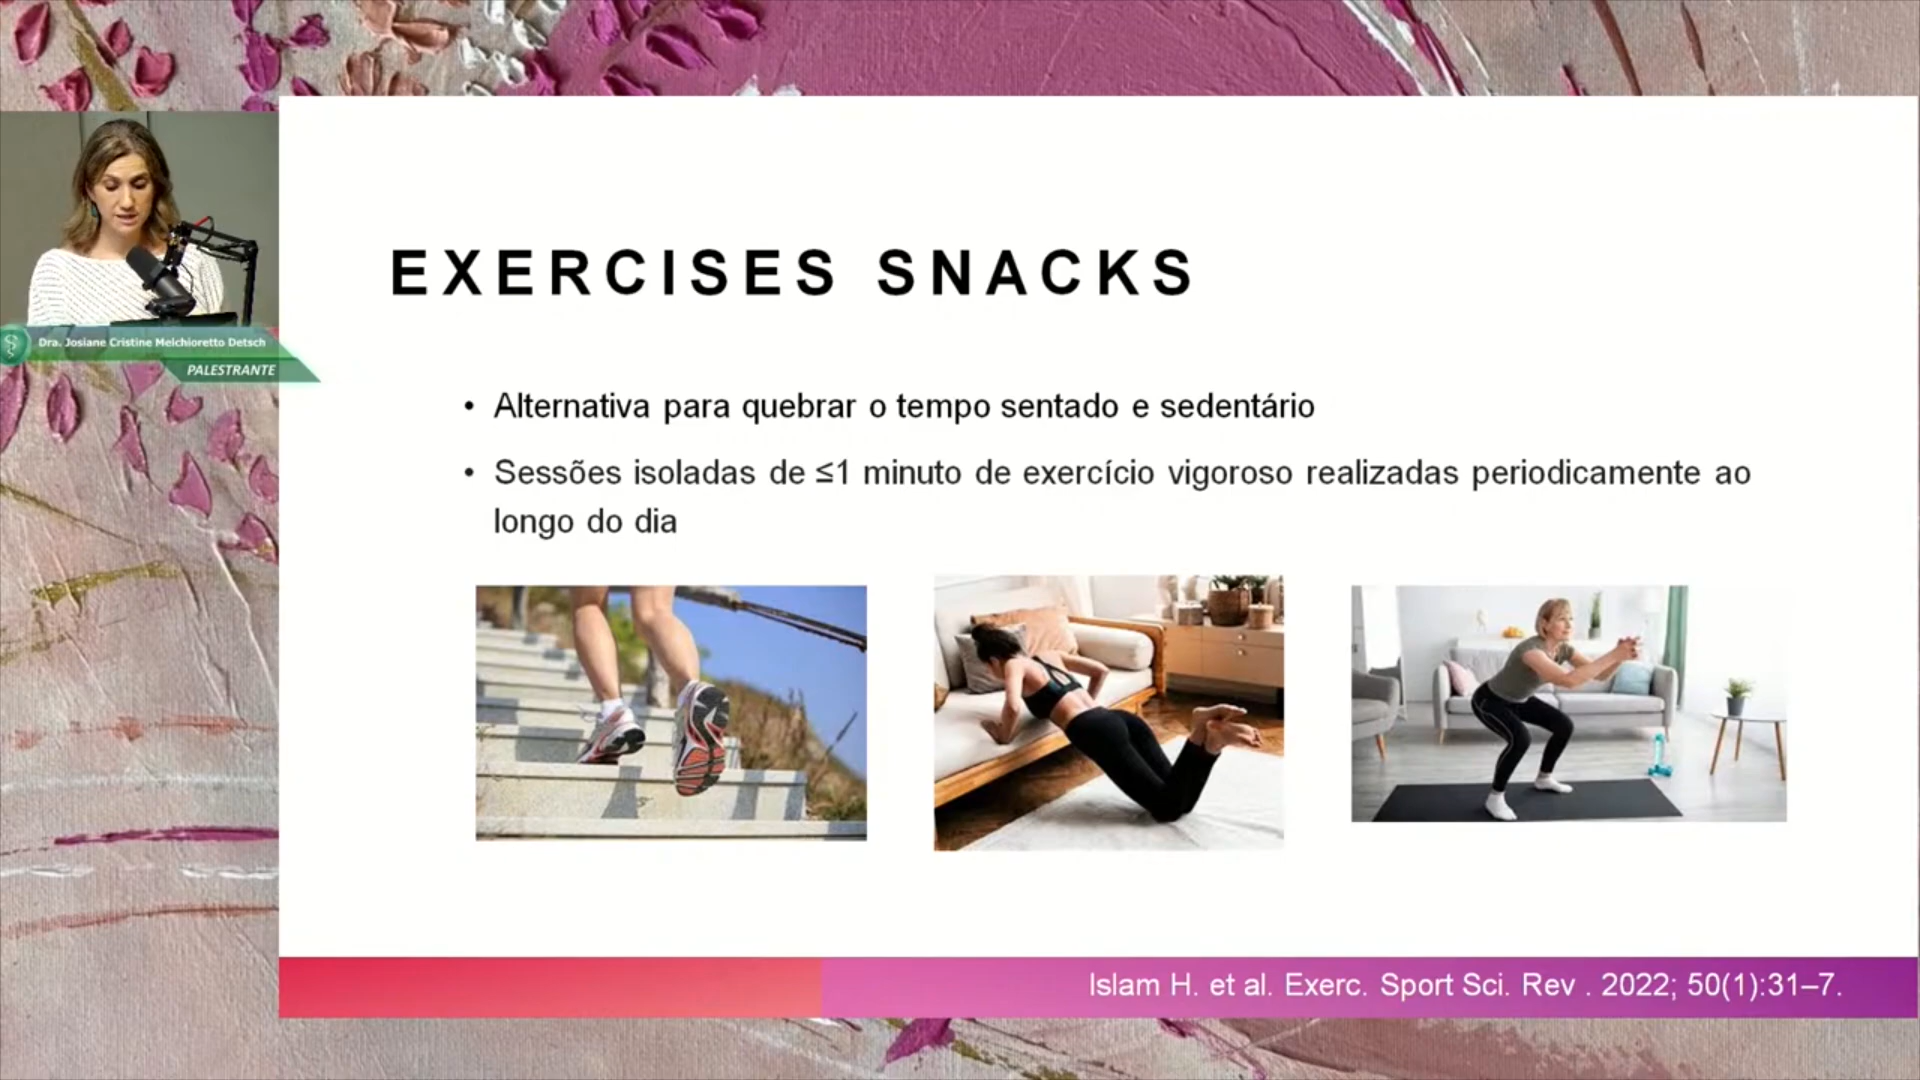 EXERCISES SNACKS
Dra. Josiane Cristine Melchioretto Detsch
PALESTRANTE
• Alternativa para quebrar o tempo sentado e sedentário
• Sessões isoladas de ≤1 minuto de exercício vigoroso realizadas periodicamente ao
longo do dia
Islam H. et al. Exerc. Sport Sci. Rev . 2022; 50(1):31–7.